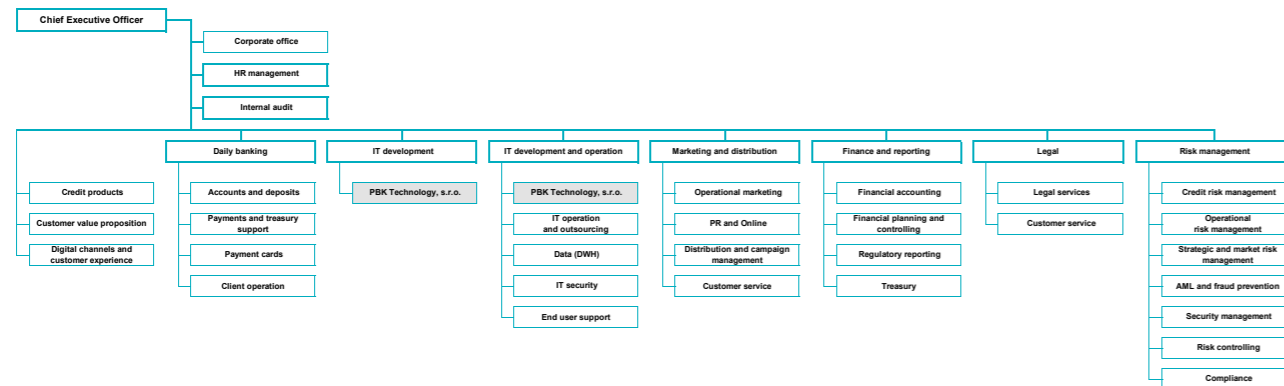 Chief Executive Officer
Corporate office
HR management
Internal audit
Daily banking
IT development
IT development and operation
Marketing and distribution
Finance and reporting
Legal
Risk management
Credit products
Customer value proposition
Digital channels and
customer experience
Accounts and deposits
Payments and treasury
support
Payment cards
Client operation
PBK Technology, s.r.o.
PBK Technology, s.r.o.
IT operation
and outsourcing
Data (DWH)
IT security
End user support
Operational marketing
PR and Online
Distribution and campaign
management
Customer service
Financial accounting
Financial planning and
controlling
Regulatory reporting
Treasury
Legal services
Customer service
Credit risk management
Operational
risk management
Strategic and market risk
management
AML and fraud prevention
Security management
Risk controlling
Compliance